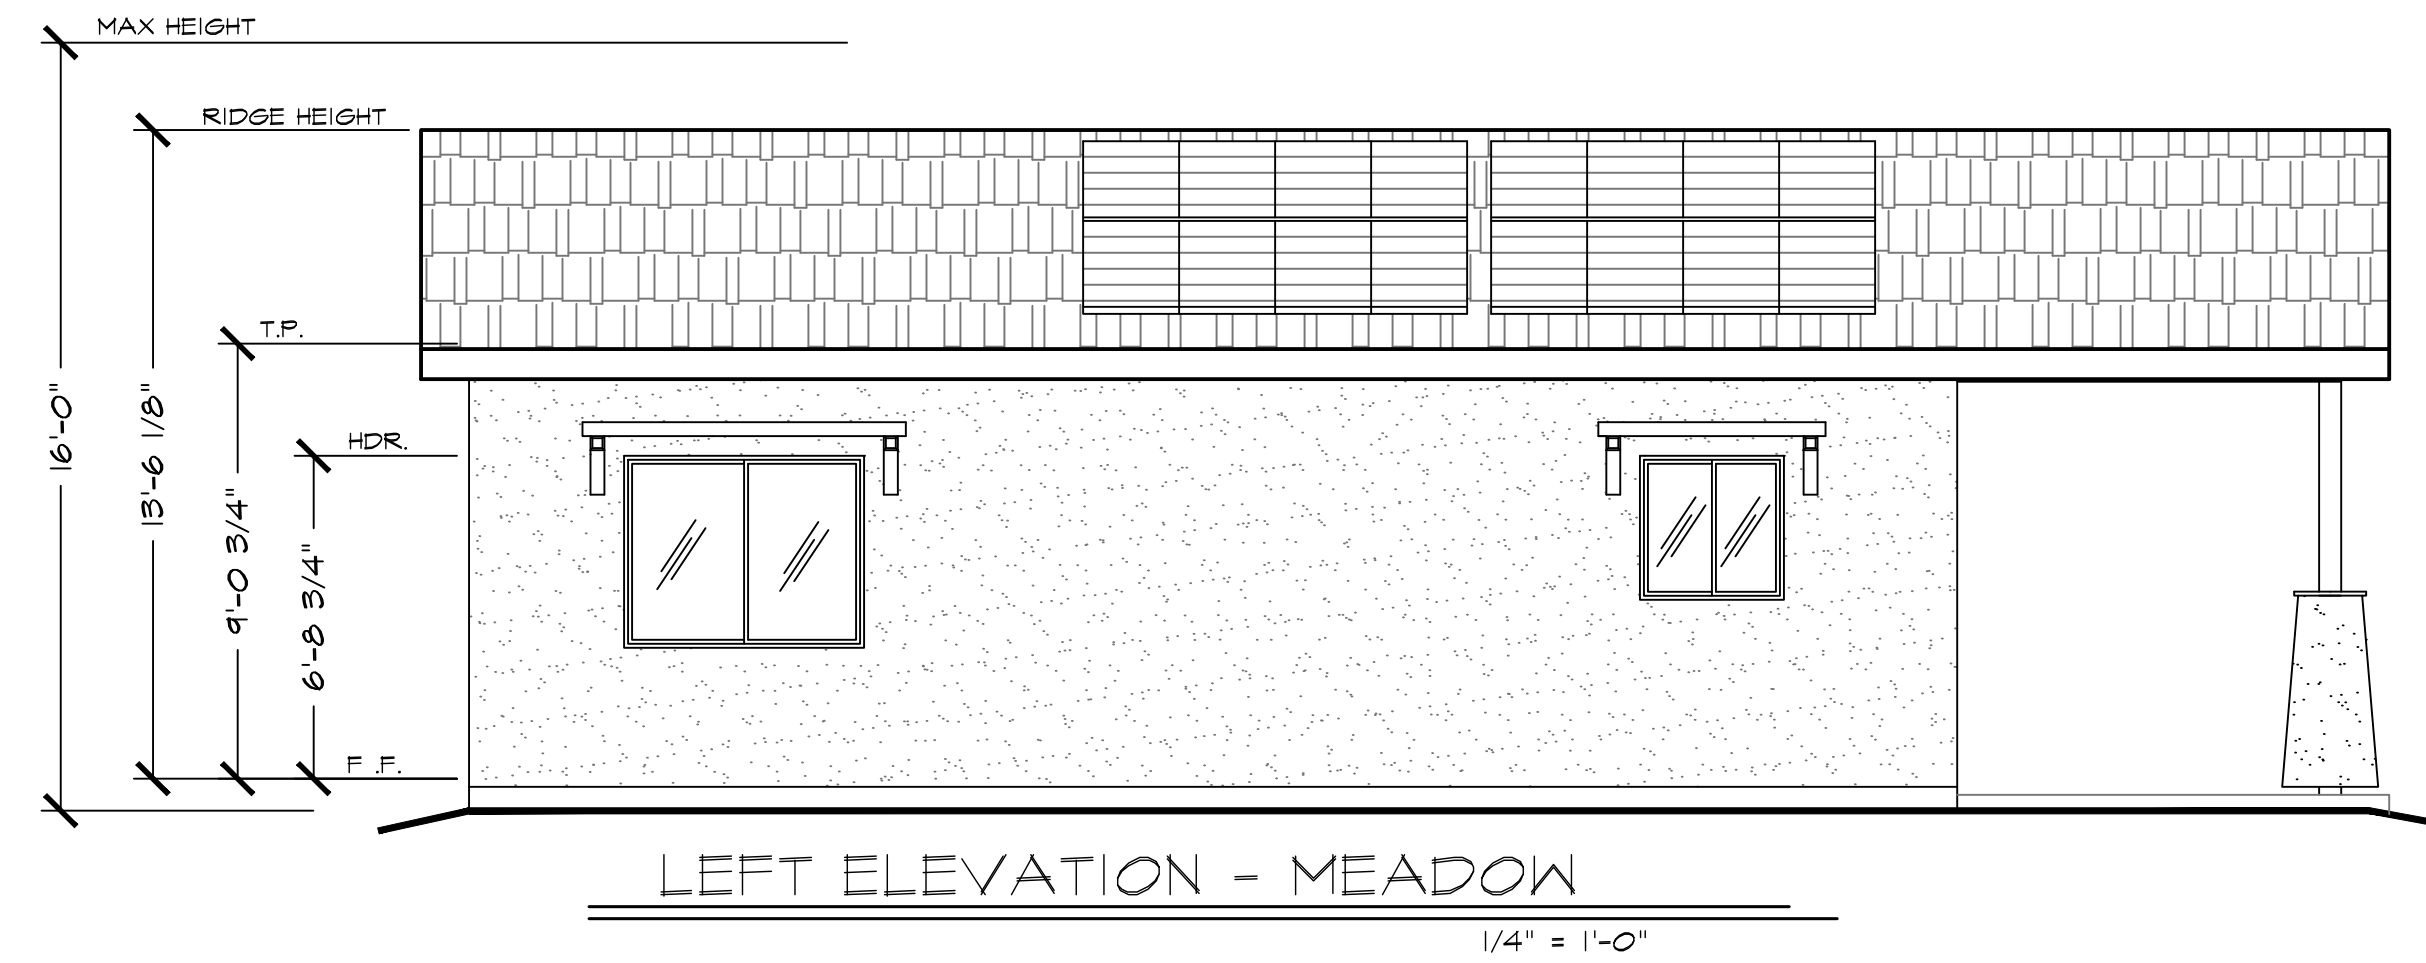 MAX HEIGHT
RIDGE HEIGHT
T.P.
HDR.
F .F.
16'-0"
13'-6 1/8"
9'-0 3/4"
6'-8 3/4"
LEFT ELEVATION - MEADOW
1/4" = 1'-0"